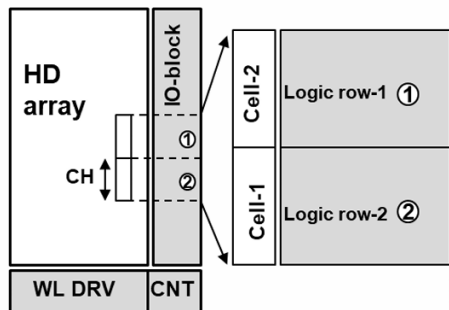 HD
array
IO-block
①
②
CH
WL DRV
CNT
Cell-2
Logic row-1 ①
Cell-1
Logic row-2 ②